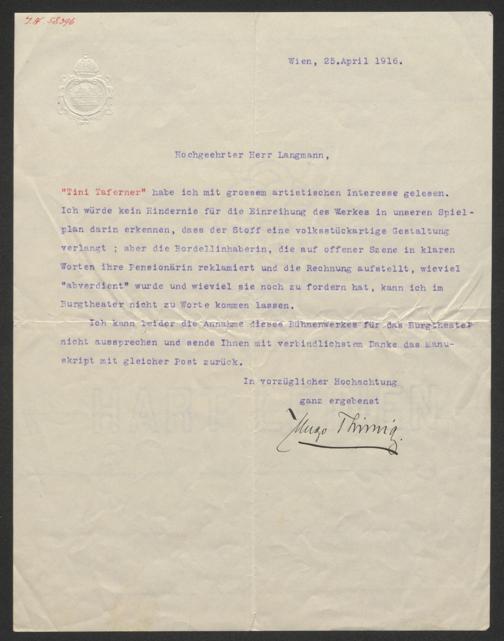 I.N. 58396
Wien, 25.April 1916.
Hochgeehrter Herr Langmann,
"Tini Taferner" habe ich mit grossem artistischen Interesse gelesen.
Ich würde kein Hindernis für die Einreihung des Werkes in unseren Spiel-
plan darin erkennen, dass der Stoff eine volksstückartige Gestaltung
verlangt ; aber die Bordellinhaberin, die auf offener Szene in klaren
Worten ihre Pensionärin reklamiert und die Rechnung aufstellt, wieviel
"abverdient" wurde und wieviel sie noch zu fordern hat, kann ich im
Burgtheater nicht zu Worte kommen lassen.
Ich kann leider die Annahme dieses Bühnenwerkes für das Burgtheater
nicht aussprechen und sende Ihnen mit verbindlichstem Danke das Manu-
skript mit gleicher Post zurück.
In vorzüglicher Hochachtung
ganz ergebenst
Hugo Thimig.